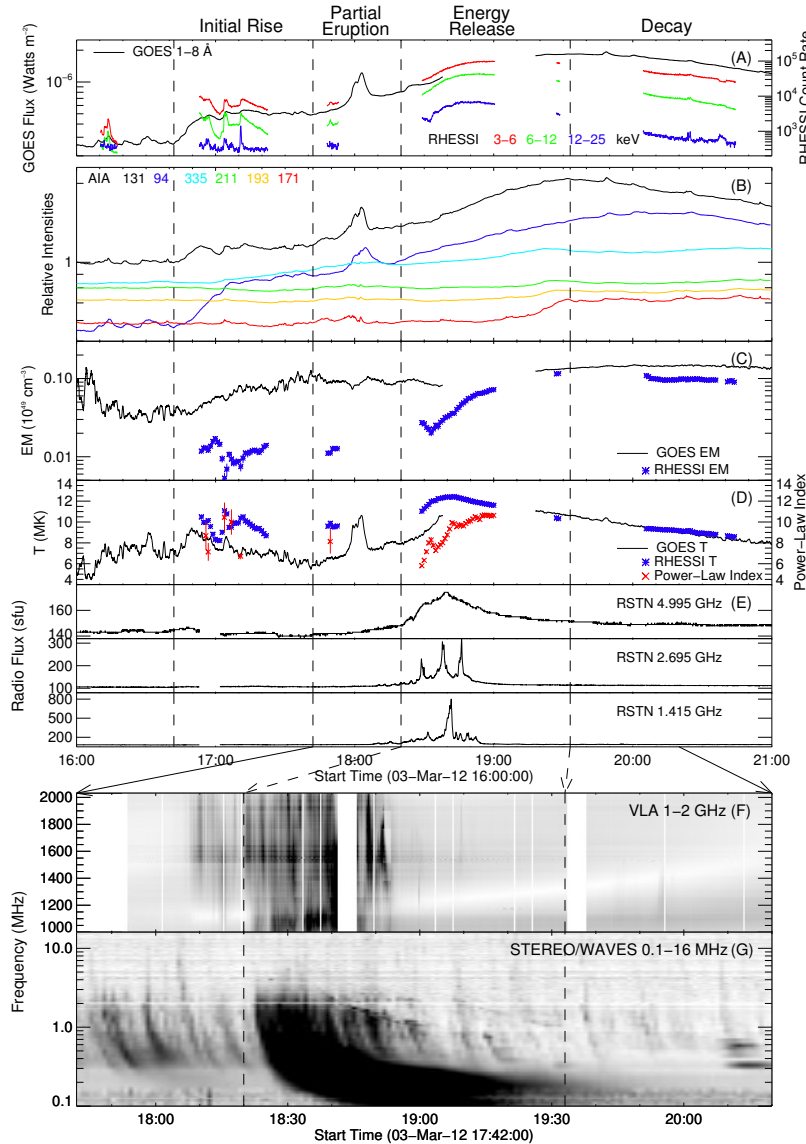 Initial Rise
Partial Eruption
Energy Release
Decay
GOES Flux (Watts m⁻²)
10⁻⁶
GOES 1−8 Å
(A)
RHESSI 3−6 6−12 12−25 keV
10⁵
10⁴
10³
10²
RHESSI Count Rate
Relative Intensities
1
AIA 131 94 335 211 193 171
(B)
EM (10⁴⁹ cm⁻³)
0.10
0.01
(C)
GOES EM
RHESSI EM
T (MK)
12
10
8
6
4
(D)
GOES T
RHESSI T
Power−Law Index
12
10
8
6
4
Power−Law Index
Radio Flux (sfu)
160
140
RSTN 4.995 GHz (E)
300
200
100
RSTN 2.695 GHz
800
600
400
200
RSTN 1.415 GHz
16:00 17:00 18:00 19:00 20:00 21:00
Start Time (03−Mar−12 16:00:00)
Frequency (MHz)
2000
1800
1600
1400
1200
1000
VLA 1−2 GHz (F)
10.0
1.0
0.1
STEREO/WAVES 0.1−16 MHz (G)
18:00 18:30 19:00 19:30 20:00
Start Time (03−Mar−12 17:42:00)